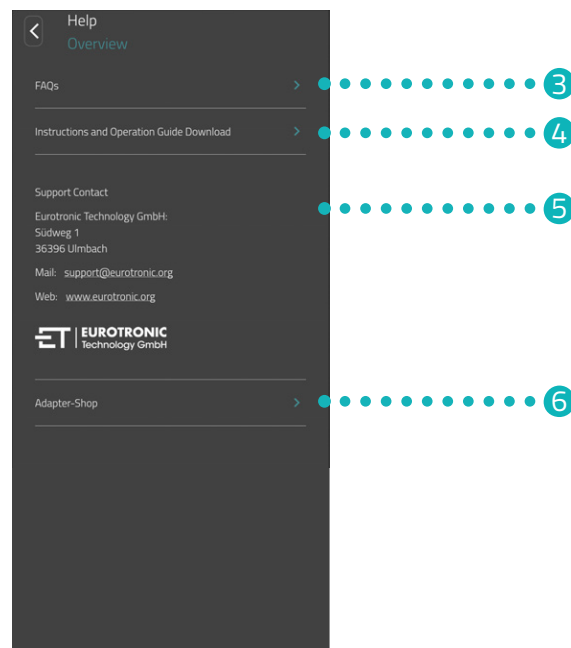 Help
Overview
FAQs
3
Instructions and Operation Guide Download
4
Support Contact
5
Eurotronic Technology GmbH:
Südweg 1
36396 Ulmbach
Mail: support@eurotronic.org
Web: www.eurotronic.org
ET EUROTRONIC
Technology GmbH
Adapter-Shop
6